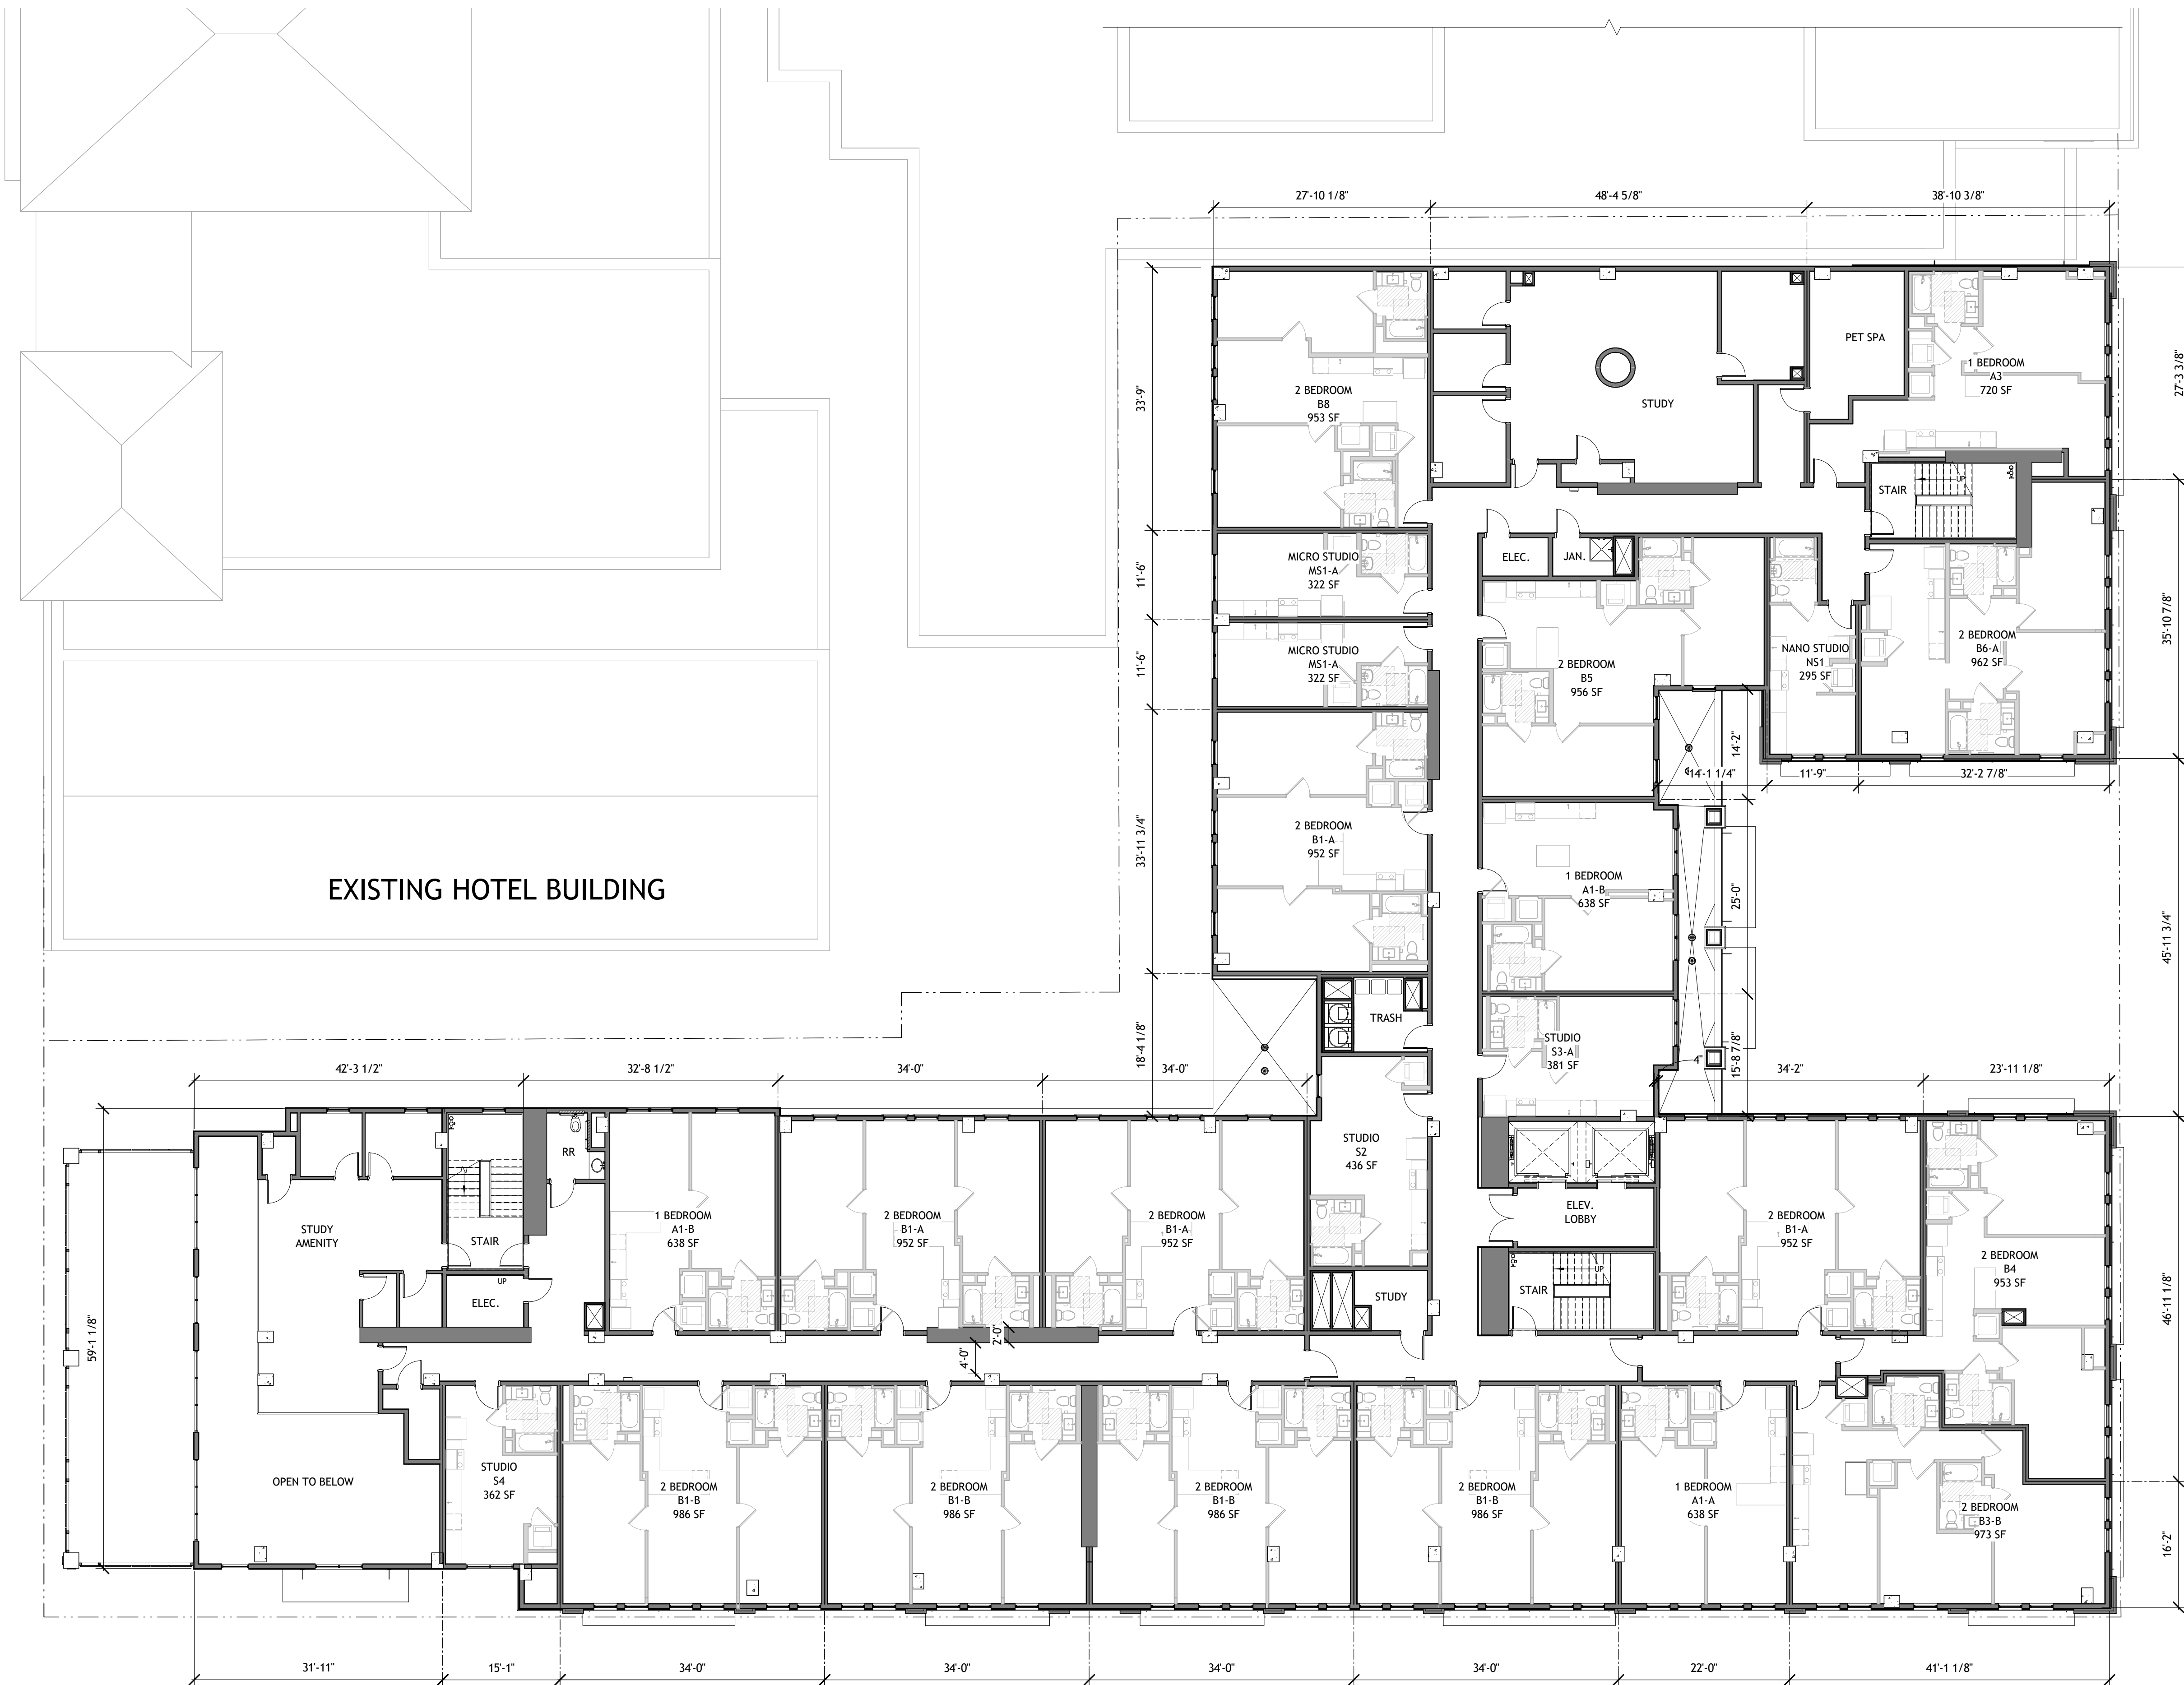 27'-10 1/8"
48'-4 5/8"
38'-10 3/8"
33'-9"
27'-3 3/8"
2 BEDROOM
B8
953 SF
STUDY
PET SPA
1 BEDROOM
A3
720 SF
STAIR
UP
ELEC.
JAN.
11'-6"
MICRO STUDIO
MS1-A
322 SF
11'-6"
MICRO STUDIO
MS1-A
322 SF
2 BEDROOM
B5
956 SF
NANO STUDIO
NS1
295 SF
2 BEDROOM
B6-A
962 SF
35'-10 7/8"
14'-2"
14'-1 1/4"
11'-9"
32'-2 7/8"
33'-11 3/4"
2 BEDROOM
B1-A
952 SF
1 BEDROOM
A1-B
638 SF
25'-0"
45'-11 3/4"
EXISTING HOTEL BUILDING
18'-4 1/8"
TRASH
STUDIO
S3-A
381 SF
15'-8 7/8"
4"
42'-3 1/2"
32'-8 1/2"
34'-0"
34'-0"
34'-2"
23'-11 1/8"
59'-1 1/8"
STUDY
AMENITY
STAIR
UP
ELEC.
RR
1 BEDROOM
A1-B
638 SF
2 BEDROOM
B1-A
952 SF
2 BEDROOM
B1-A
952 SF
STUDIO
S2
436 SF
STUDY
ELEV.
LOBBY
STAIR
UP
2 BEDROOM
B1-A
952 SF
2 BEDROOM
B4
953 SF
46'-11 1/8"
4'-0"
2'-0"
OPEN TO BELOW
STUDIO
S4
362 SF
2 BEDROOM
B1-B
986 SF
2 BEDROOM
B1-B
986 SF
2 BEDROOM
B1-B
986 SF
2 BEDROOM
B1-B
986 SF
1 BEDROOM
A1-A
638 SF
2 BEDROOM
B3-B
973 SF
16'-2"
31'-11"
15'-1"
34'-0"
34'-0"
34'-0"
34'-0"
22'-0"
41'-1 1/8"